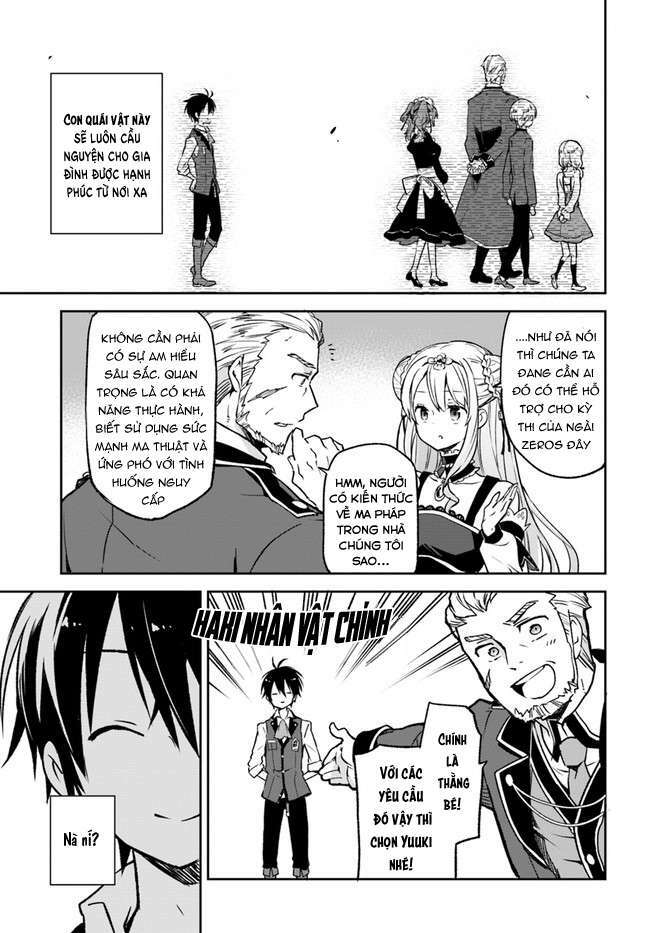 CON QUÁI VẬT NÀY
SẼ LUÔN CẦU
NGUYỆN CHO GIA
ĐÌNH ĐƯỢC HẠNH
PHÚC TỪ NƠI XA
....NHƯ ĐÃ NÓI
THÌ CHÚNG TA
ĐANG CẦN AI
ĐÓ CÓ THỂ HỖ
TRỢ CHO KỲ
THI CỦA NGÀI
ZEROS ĐÂY
KHÔNG CẦN PHẢI
CÓ SỰ AM HIỂU
SÂU SẮC. QUAN
TRỌNG LÀ CÓ KHẢ
NĂNG THỰC HÀNH,
BIẾT SỬ DỤNG SỨC
MẠNH MA THUẬT VÀ
ỨNG PHÓ VỚI TÌNH
HUỐNG NGUY
CẤP
HMM, NGƯỜI
CÓ KIẾN THỨC
VỀ MA PHÁP
TRONG NHÀ
CHÚNG TÔI
SAO...
HAKI NHÂN VẬT CHÍNH
CHÍNH
LÀ
THẰNG
BÉ!
VỚI CÁC
YÊU CẦU
ĐÓ VẬY THÌ
CHỌN YUUKI
NHÉ!
Nà ní?